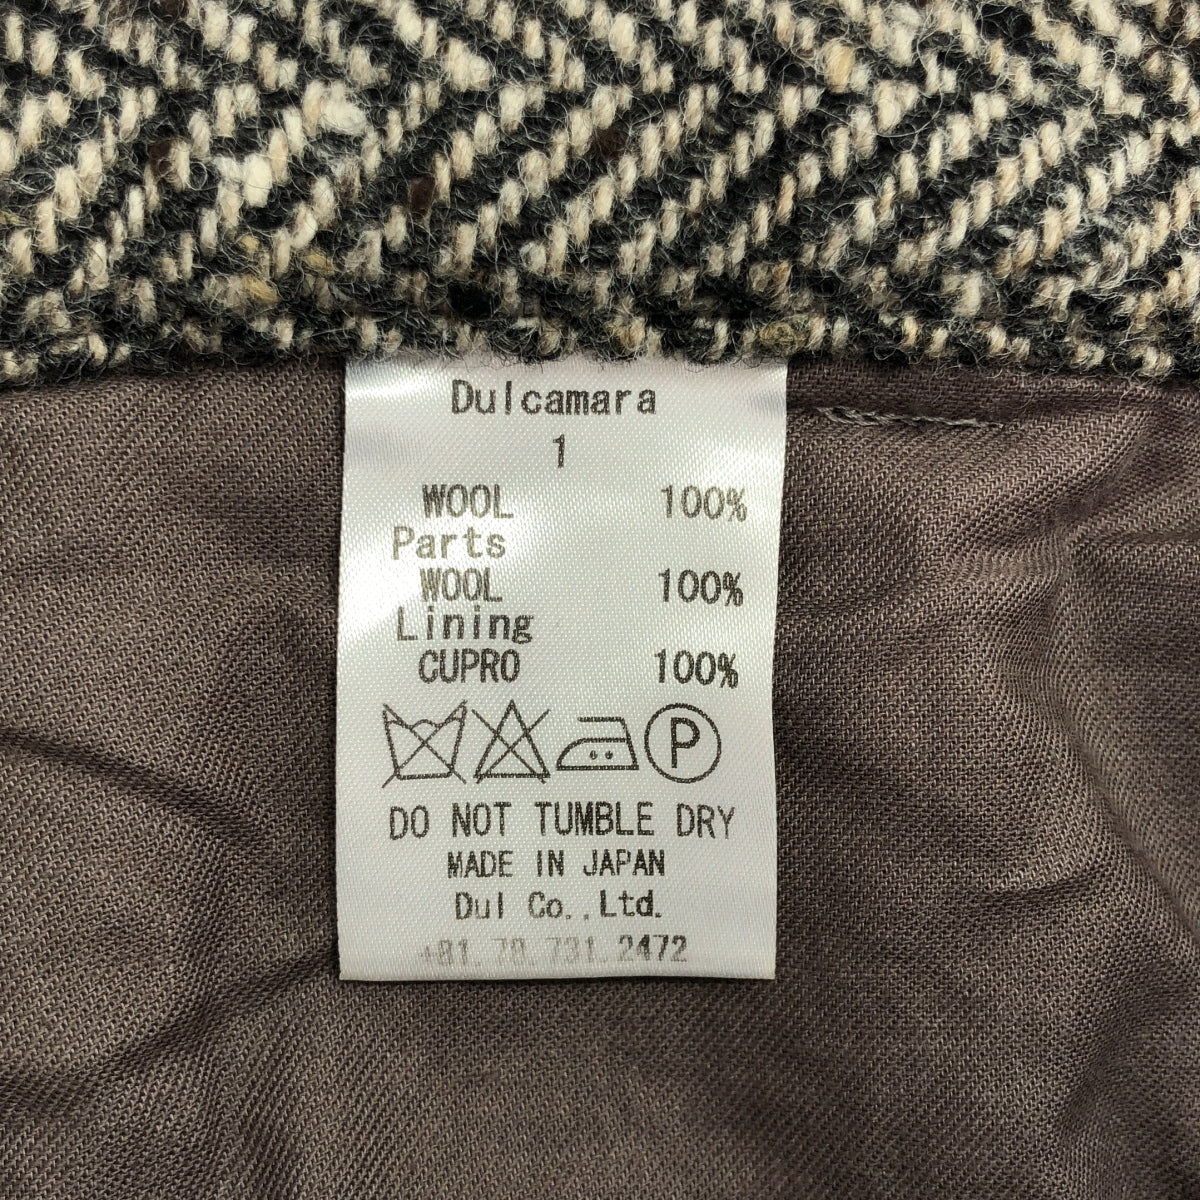 Dulcamara
1
WOOL 100%
Parts
WOOL 100%
Lining
CUPRO 100%
P
DO NOT TUMBLE DRY
MADE IN JAPAN
Dul Co.,Ltd.
+81.78.731.2472